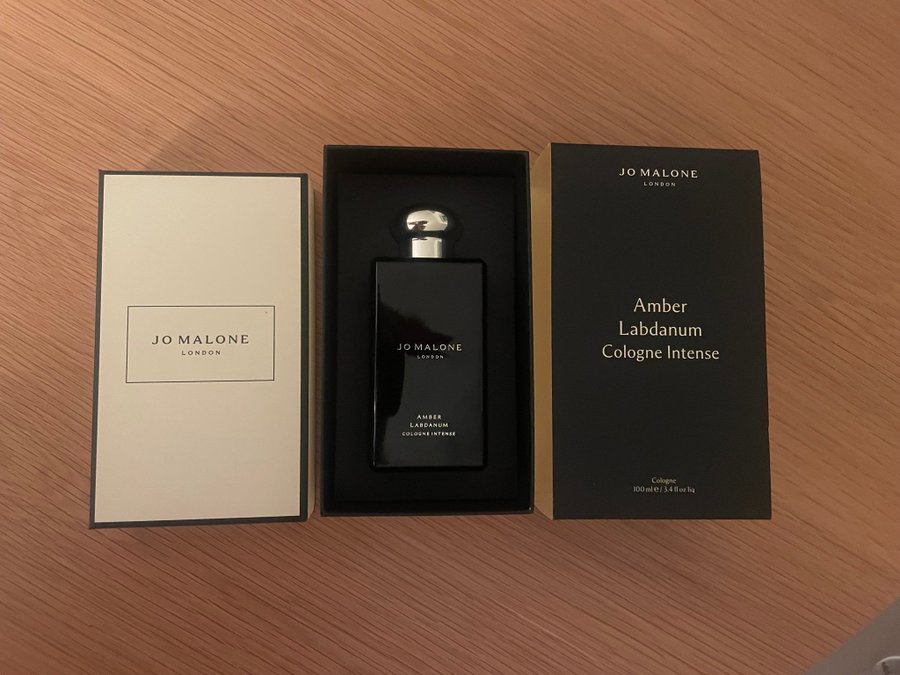 JO MALONE
LONDON
JO MALONE
LONDON
AMBER
LABDANUM
COLOGNE INTENSE
JO MALONE
LONDON
Amber
Labdanum
Cologne Intense
Cologne
100 ml ℮ / 3.4 fl oz liq